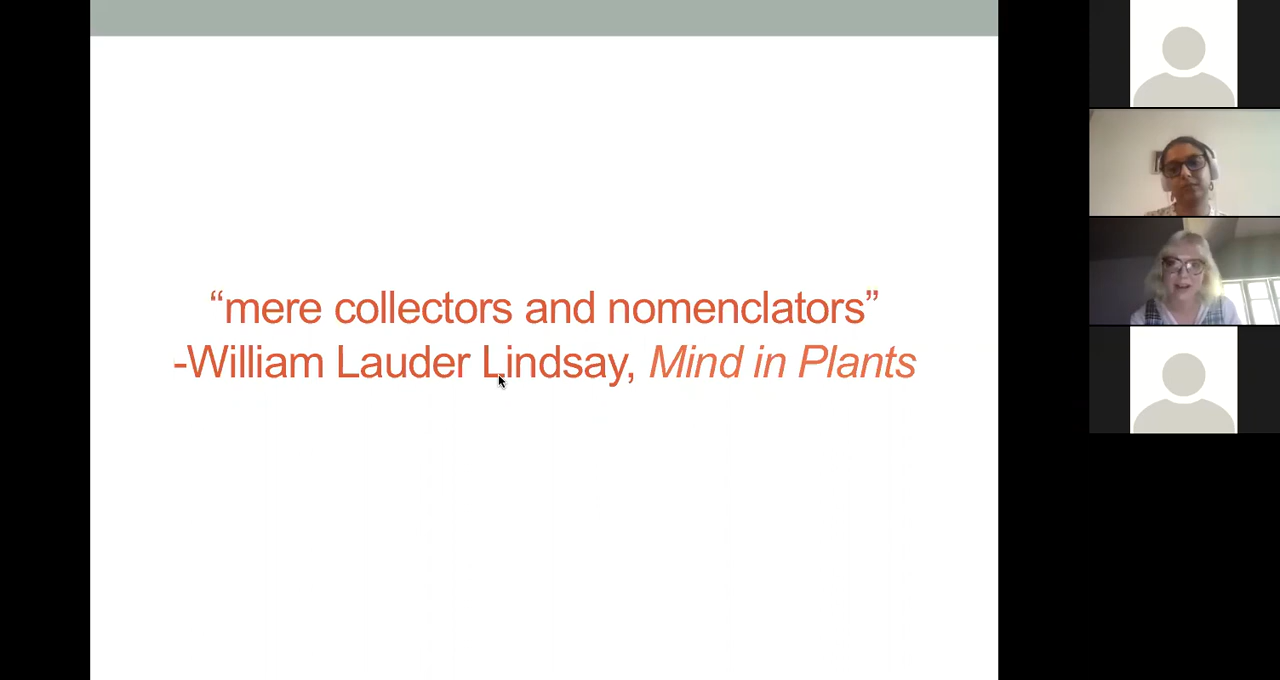 “mere collectors and nomenclators”
-William Lauder Lindsay, Mind in Plants